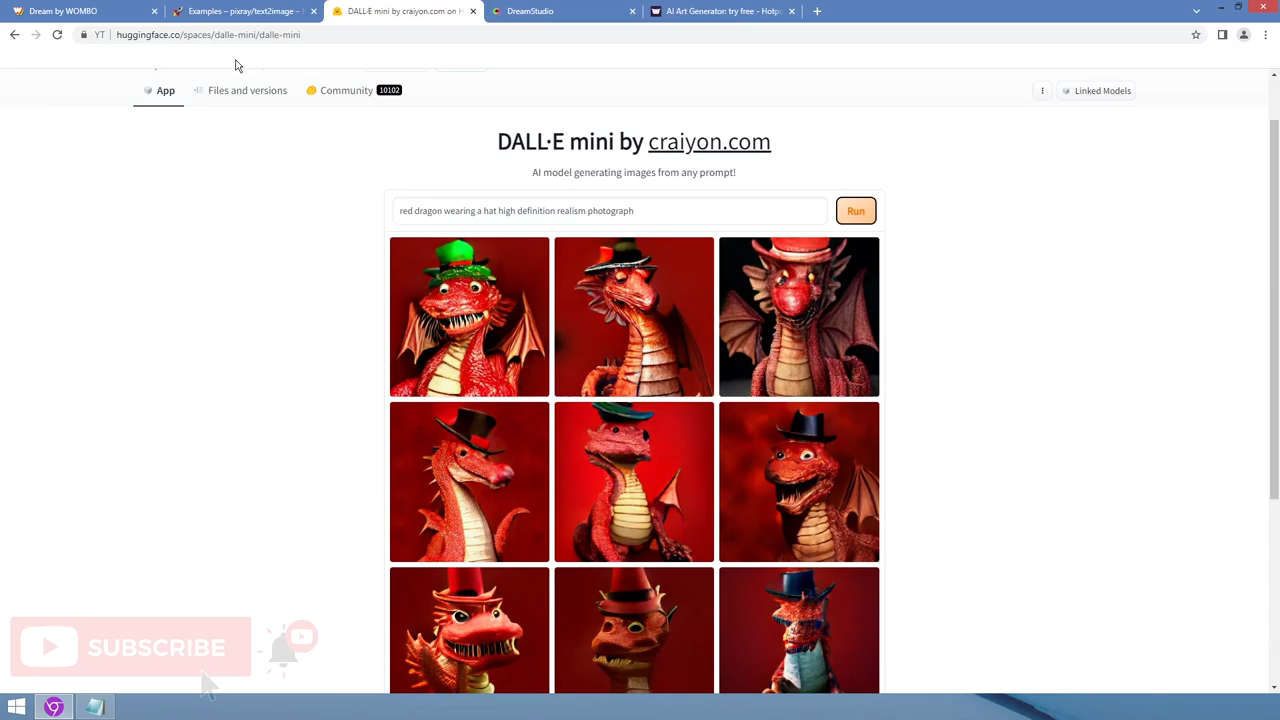 Dream by WOMBO
Examples – pixray/text2image –
DALL·E mini by craiyon.com on H
DreamStudio
AI Art Generator: try free - Hotp
YT
huggingface.co/spaces/dalle-mini/dalle-mini
App
Files and versions
Community 10102
Linked Models
DALL·E mini by craiyon.com
AI model generating images from any prompt!
red dragon wearing a hat high definition realism photograph
Run
SUBSCRIBE